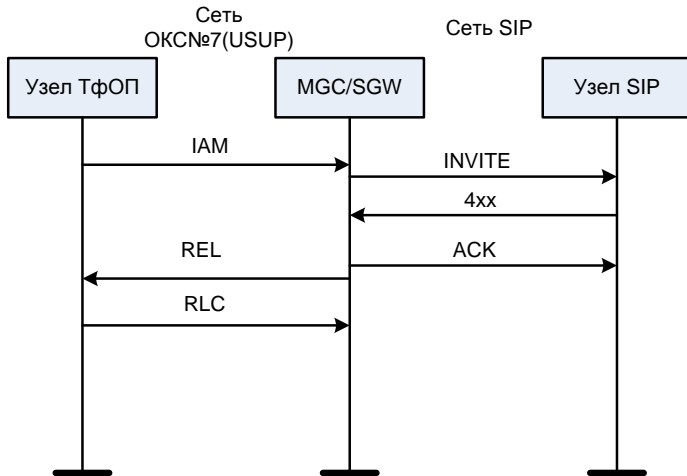 Сеть
ОКС№7(USUP)
Сеть SIP
Узел ТфОП
MGC/SGW
Узел SIP
IAM
INVITE
4xx
REL
ACK
RLC